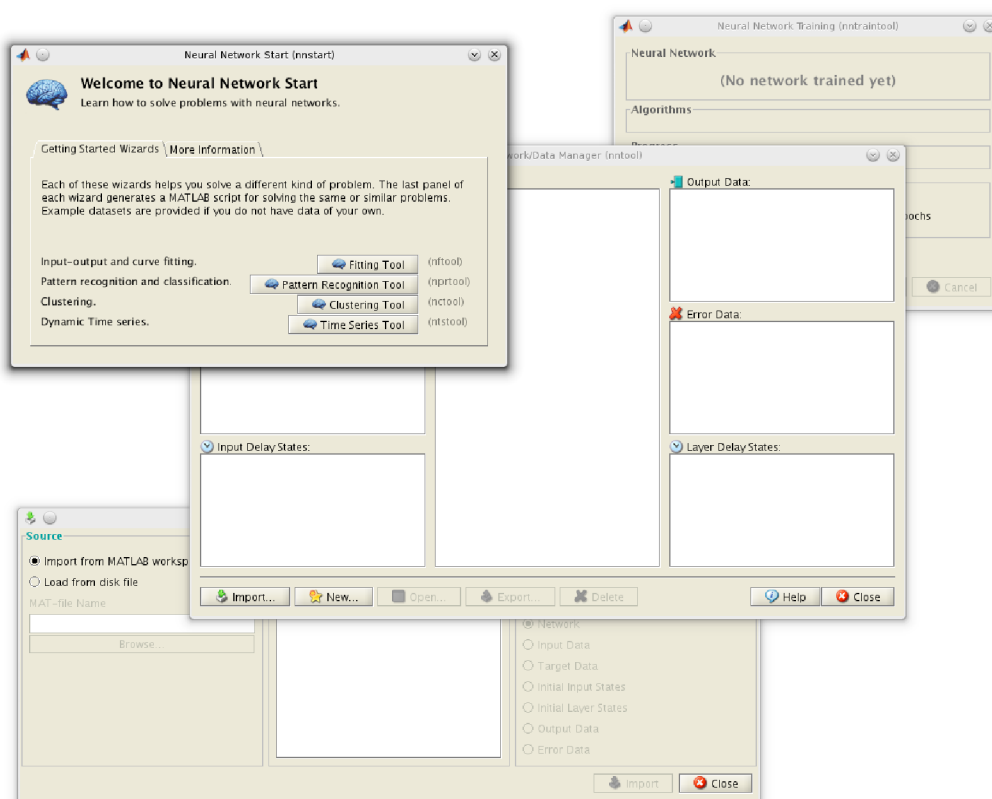 Neural Network Start (nnstart)
Welcome to Neural Network Start
Learn how to solve problems with neural networks.
Getting Started Wizards
More Information
Each of these wizards helps you solve a different kind of problem. The last panel of
each wizard generates a MATLAB script for solving the same or similar problems.
Example datasets are provided if you do not have data of your own.
Input-output and curve fitting.
Fitting Tool
(nftool)
Pattern recognition and classification.
Pattern Recognition Tool
(nprtool)
Clustering.
Clustering Tool
(nctool)
Dynamic Time series.
Time Series Tool
(ntstool)
Neural Network Training (nntraintool)
Neural Network
(No network trained yet)
Algorithms
Progress
ochs
Cancel
work/Data Manager (nntool)
Output Data:
Error Data:
Input Delay States:
Layer Delay States:
Import...
New...
Open...
Export...
Delete
Help
Close
Source
Import from MATLAB worksp
Load from disk file
MAT-file Name
Browse...
Network
Input Data
Target Data
Initial Input States
Initial Layer States
Output Data
Error Data
Import
Close